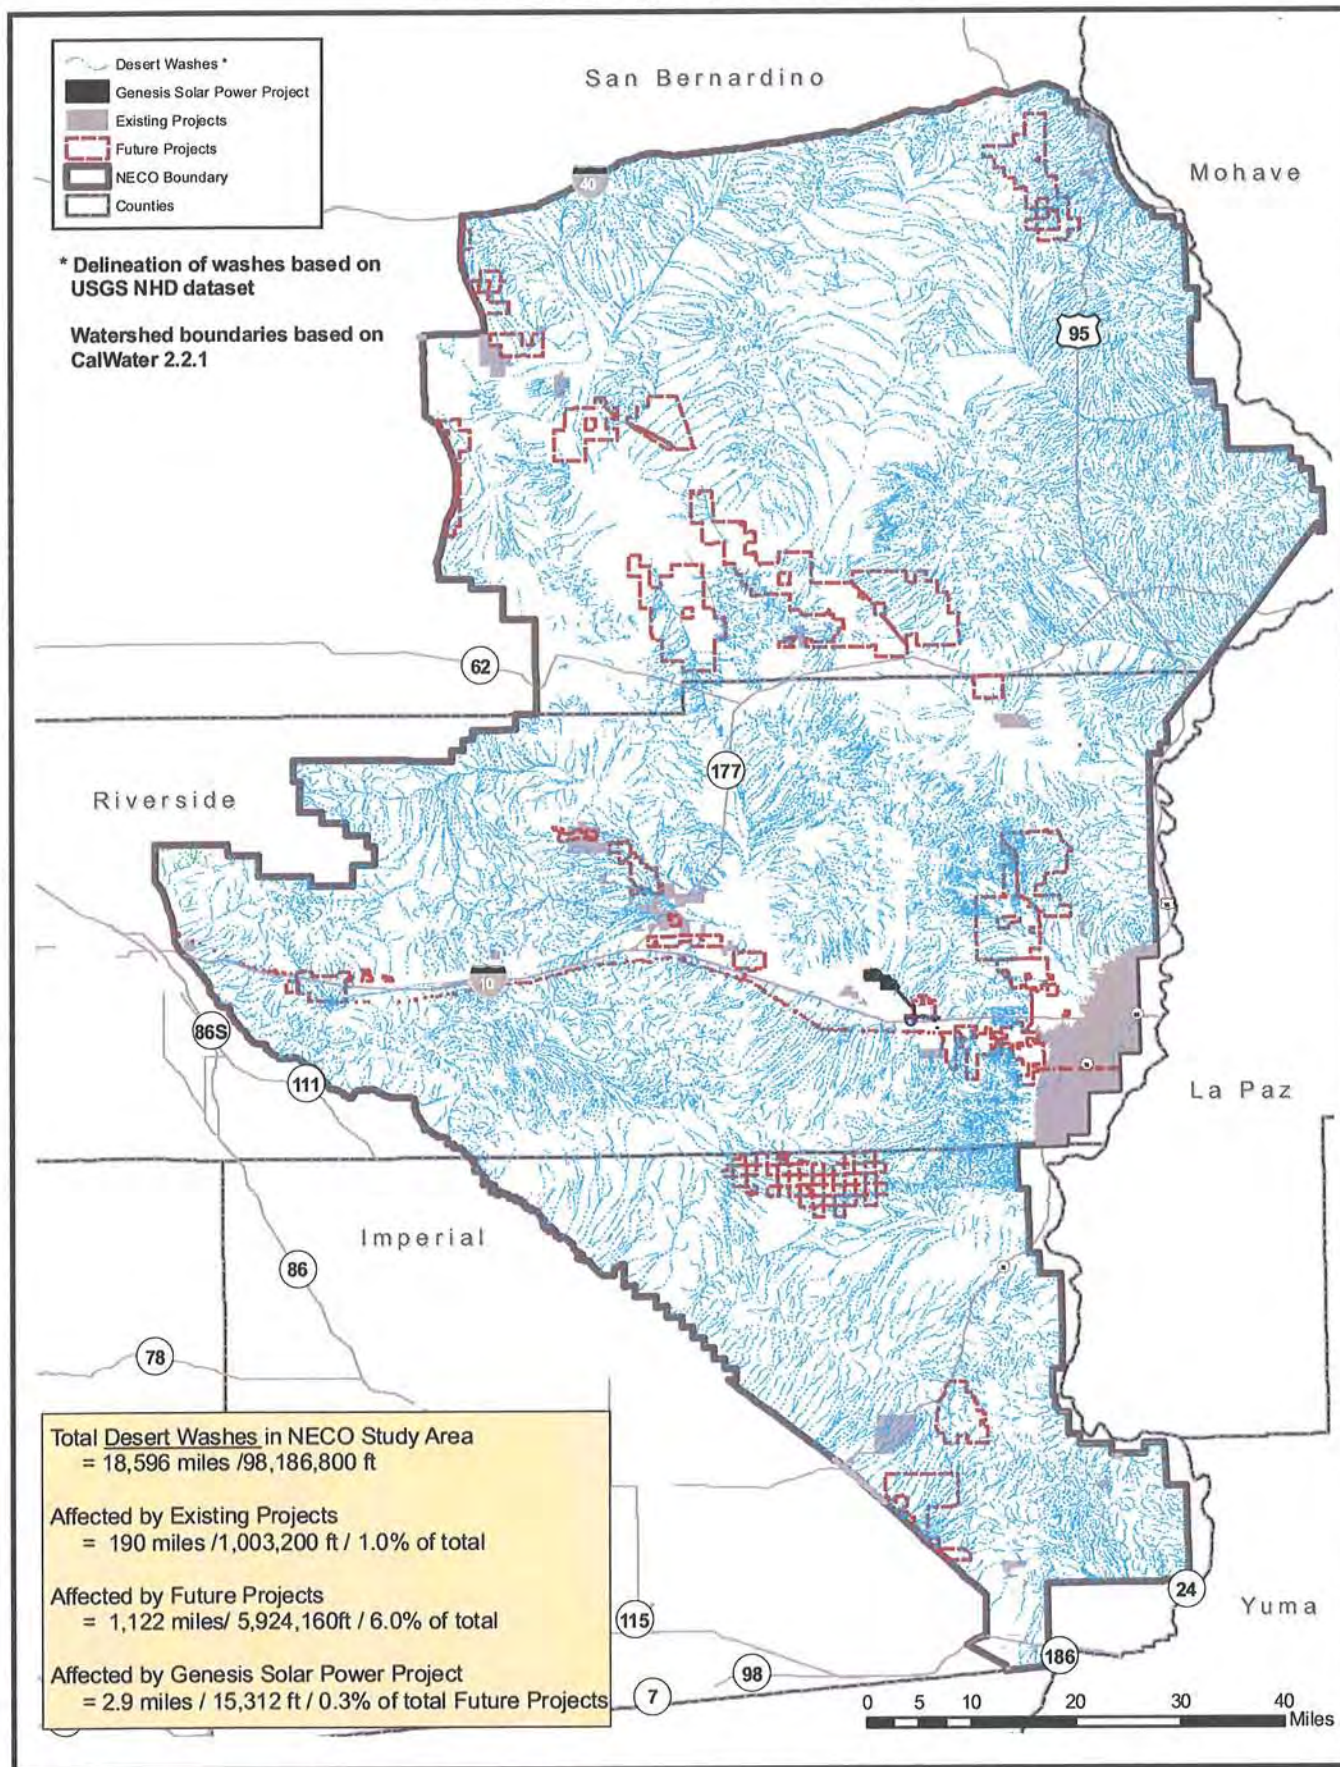 Desert Washes *
Genesis Solar Power Project
Existing Projects
Future Projects
NECO Boundary
Counties
* Delineation of washes based on
USGS NHD dataset
Watershed boundaries based on
CalWater 2.2.1
San Bernardino
Mohave
40
95
62
177
Riverside
10
86S
111
La Paz
Imperial
86
78
Total Desert Washes in NECO Study Area
= 18,596 miles /98,186,800 ft
Affected by Existing Projects
= 190 miles /1,003,200 ft / 1.0% of total
Affected by Future Projects
= 1,122 miles/ 5,924,160ft / 6.0% of total
Affected by Genesis Solar Power Project
= 2.9 miles / 15,312 ft / 0.3% of total Future Projects
115
24
Yuma
186
98
7
0 5 10 20 30 40
Miles